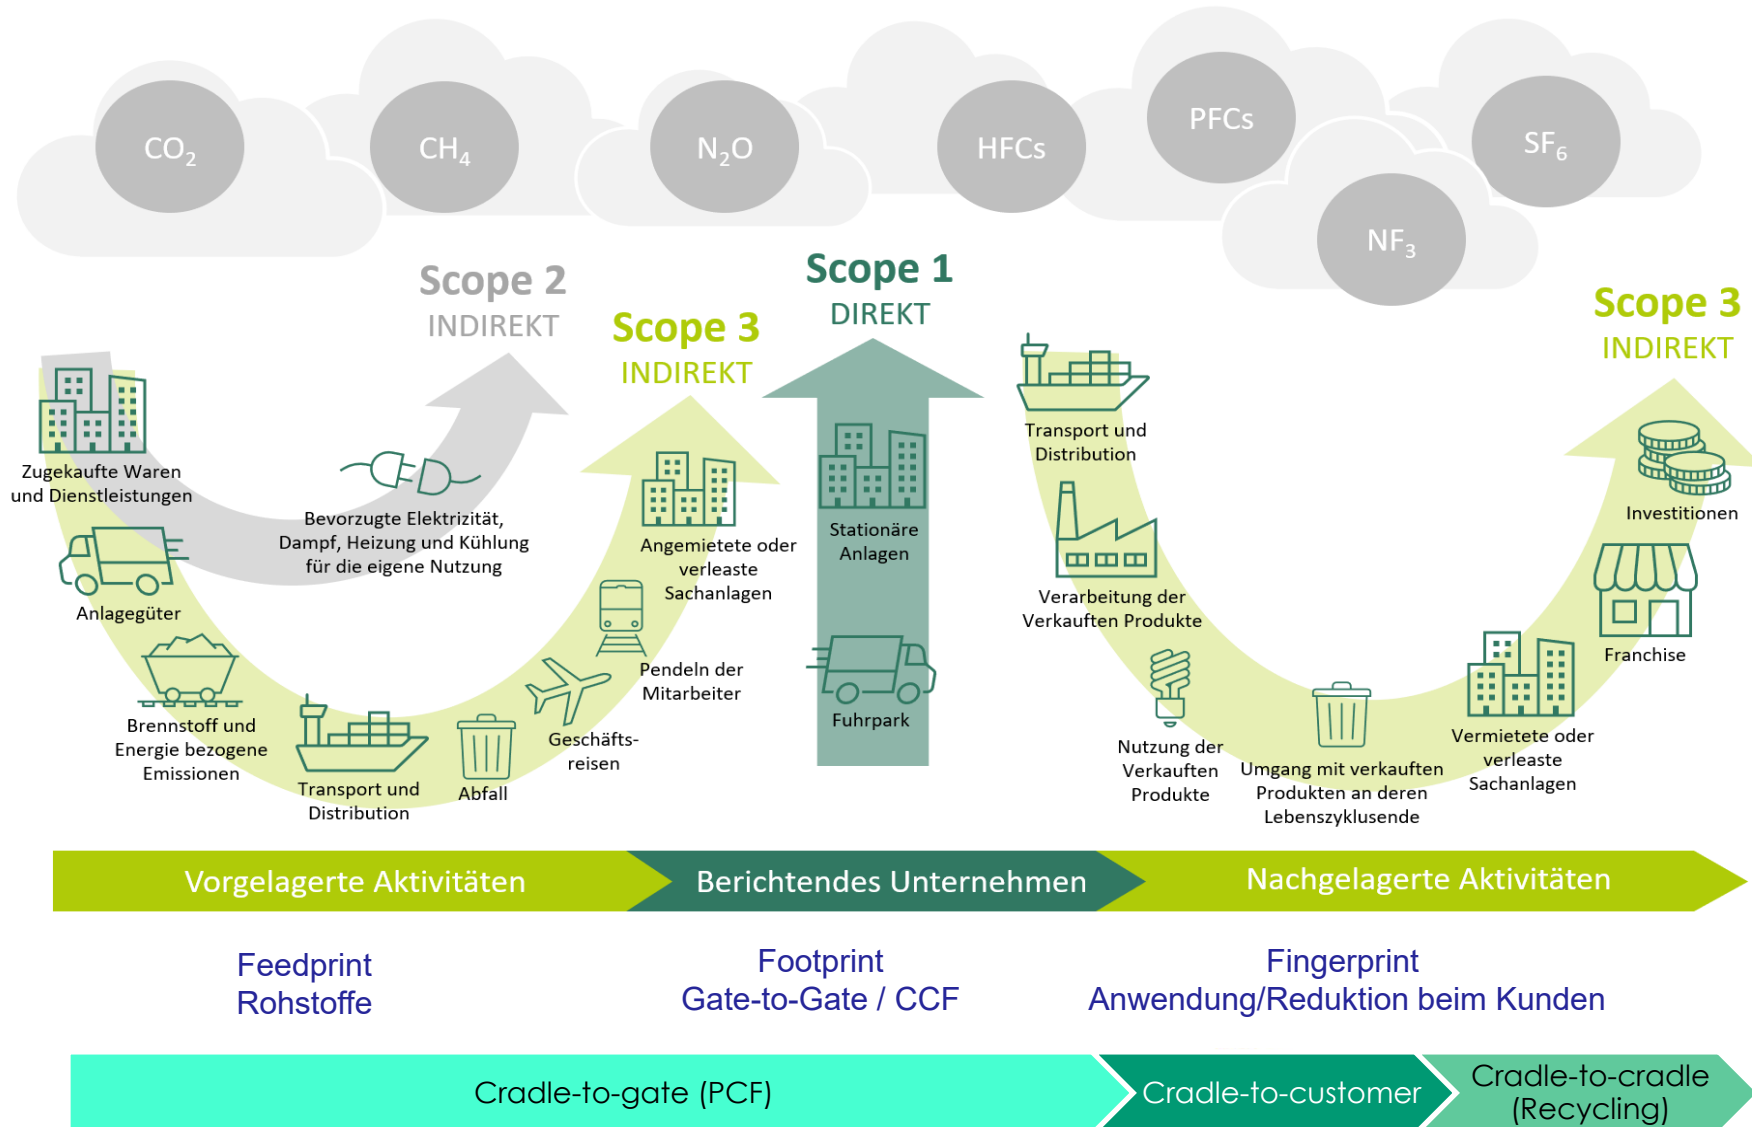 CO₂
CH₄
N₂O
HFCs
PFCs
SF₆
NF₃
Scope 2
INDIREKT
Scope 3
INDIREKT
Scope 1
DIREKT
Scope 3
INDIREKT
Zugekaufte Waren
und Dienstleistungen
Anlagegüter
Brennstoff und
Energie bezogene
Emissionen
Transport und
Distribution
Abfall
Geschäfts-
reisen
Pendeln der
Mitarbeiter
Angemietete oder
verleaste
Sachanlagen
Bevorzugte Elektrizität,
Dampf, Heizung und Kühlung
für die eigene Nutzung
Stationäre
Anlagen
Fuhrpark
Transport und
Distribution
Verarbeitung der
Verkauften Produkte
Nutzung der
Verkauften
Produkte
Umgang mit verkauften
Produkten an deren
Lebenszyklusende
Vermietete oder
verleaste
Sachanlagen
Franchise
Investitionen
Vorgelagerte Aktivitäten
Berichtendes Unternehmen
Nachgelagerte Aktivitäten
Feedprint
Rohstoffe
Footprint
Gate-to-Gate / CCF
Fingerprint
Anwendung/Reduktion beim Kunden
Cradle-to-gate (PCF)
Cradle-to-customer
Cradle-to-cradle
(Recycling)